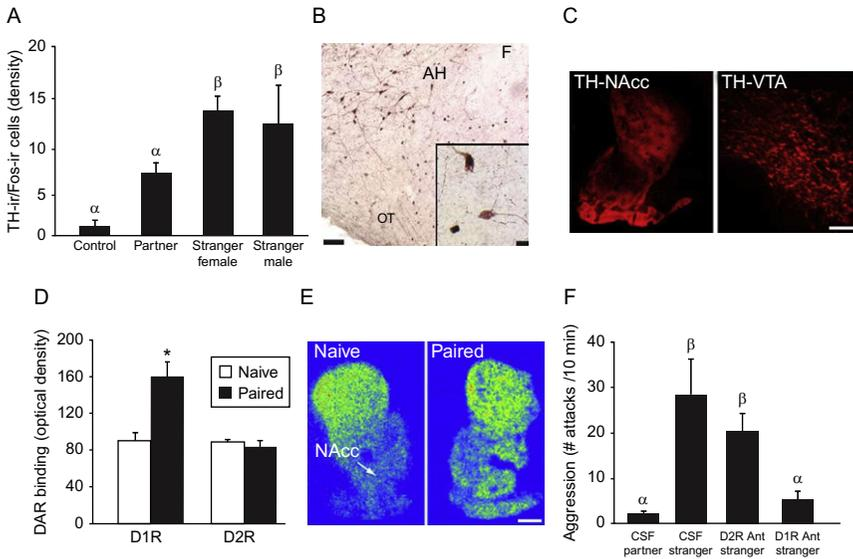 A
TH-ir/Fos-ir cells (density)
20
15
10
5
0
α
α
β
β
Control
Partner
Stranger
female
Stranger
male
B
F
AH
OT
C
TH-NAcc
TH-VTA
D
DAR binding (optical density)
200
160
120
80
40
0
*
Naive
Paired
D1R
D2R
E
Naive
Paired
NAcc
F
Aggression (# attacks /10 min)
40
30
20
10
0
α
β
β
α
CSF
partner
CSF
stranger
D2R Ant
stranger
D1R Ant
stranger